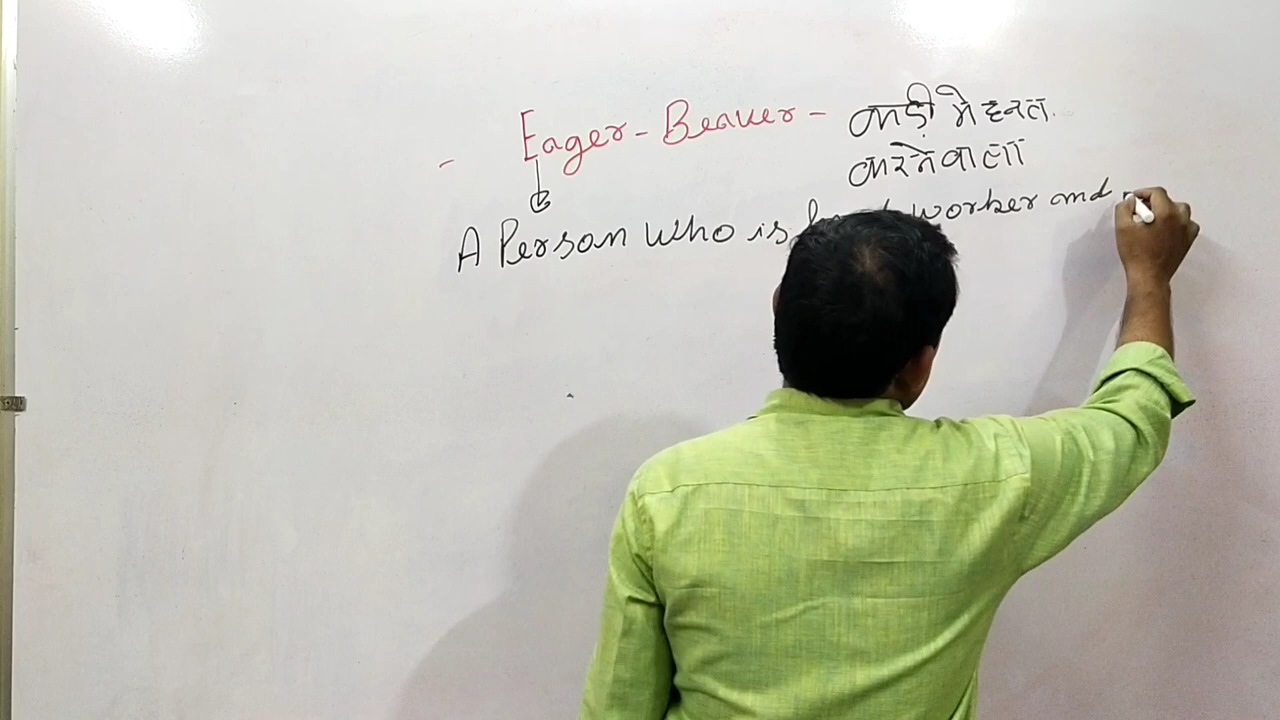 - Eager - Beaver - कड़ी मेहनत
करनेवाला
A Person who is worker and